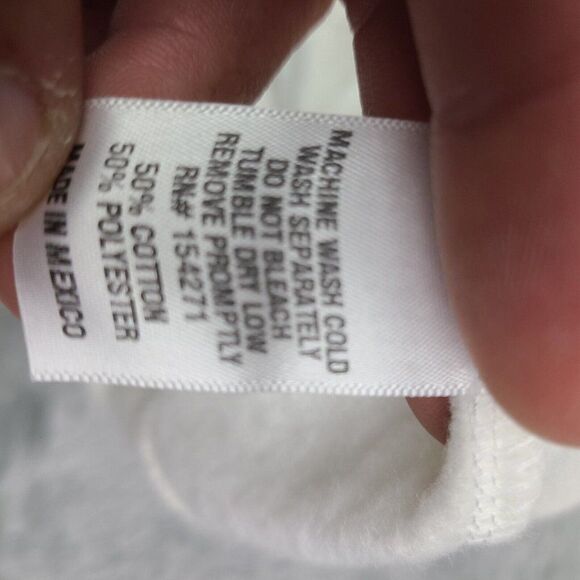 MACHINE WASH COLD
WASH SEPARATELY
DO NOT BLEACH
TUMBLE DRY LOW
REMOVE PROMPTLY
RN# 154271
50% COTTON
50% POLYESTER
MADE IN MEXICO